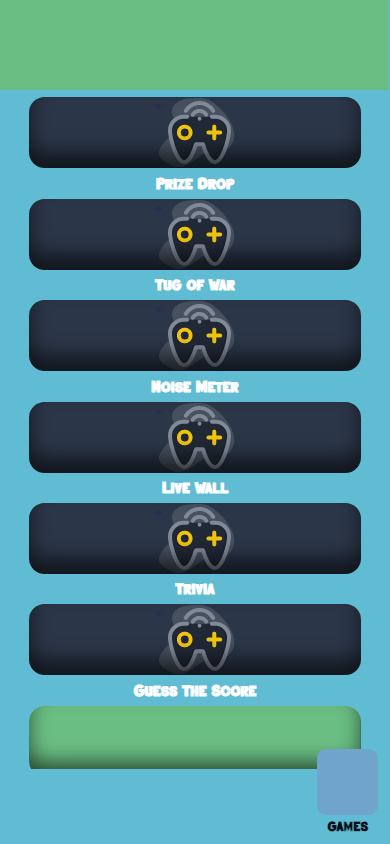 Prize Drop
Tug of War
Noise Meter
Live Wall
Trivia
Guess The Score
GAMES